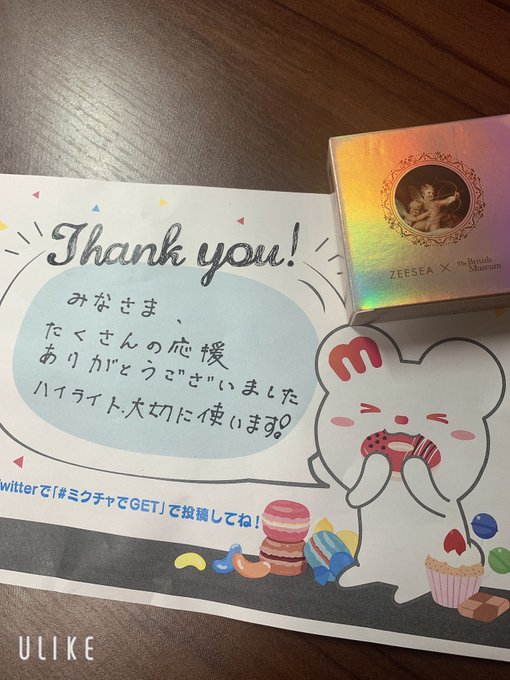 Thank you!
みなさま、
たくさんの応援
ありがとうございました
ハイライト、大切に使います!
Twitterで「#ミクチャでGET」で投稿してね!
ZEESEA × The British
Museum
m
ULIKE